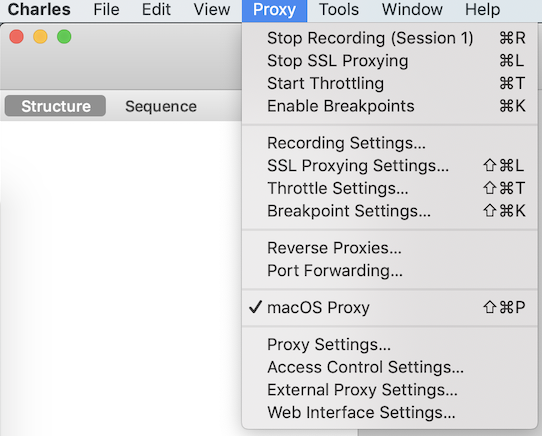 Charles File Edit View Proxy Tools Window Help
Stop Recording (Session 1) ⌘R
Stop SSL Proxying ⌘L
Start Throttling ⌘T
Enable Breakpoints ⌘K
Structure Sequence
Recording Settings...
SSL Proxying Settings... ⇧⌘L
Throttle Settings... ⇧⌘T
Breakpoint Settings... ⇧⌘K
Reverse Proxies...
Port Forwarding...
✓ macOS Proxy ⇧⌘P
Proxy Settings...
Access Control Settings...
External Proxy Settings...
Web Interface Settings...